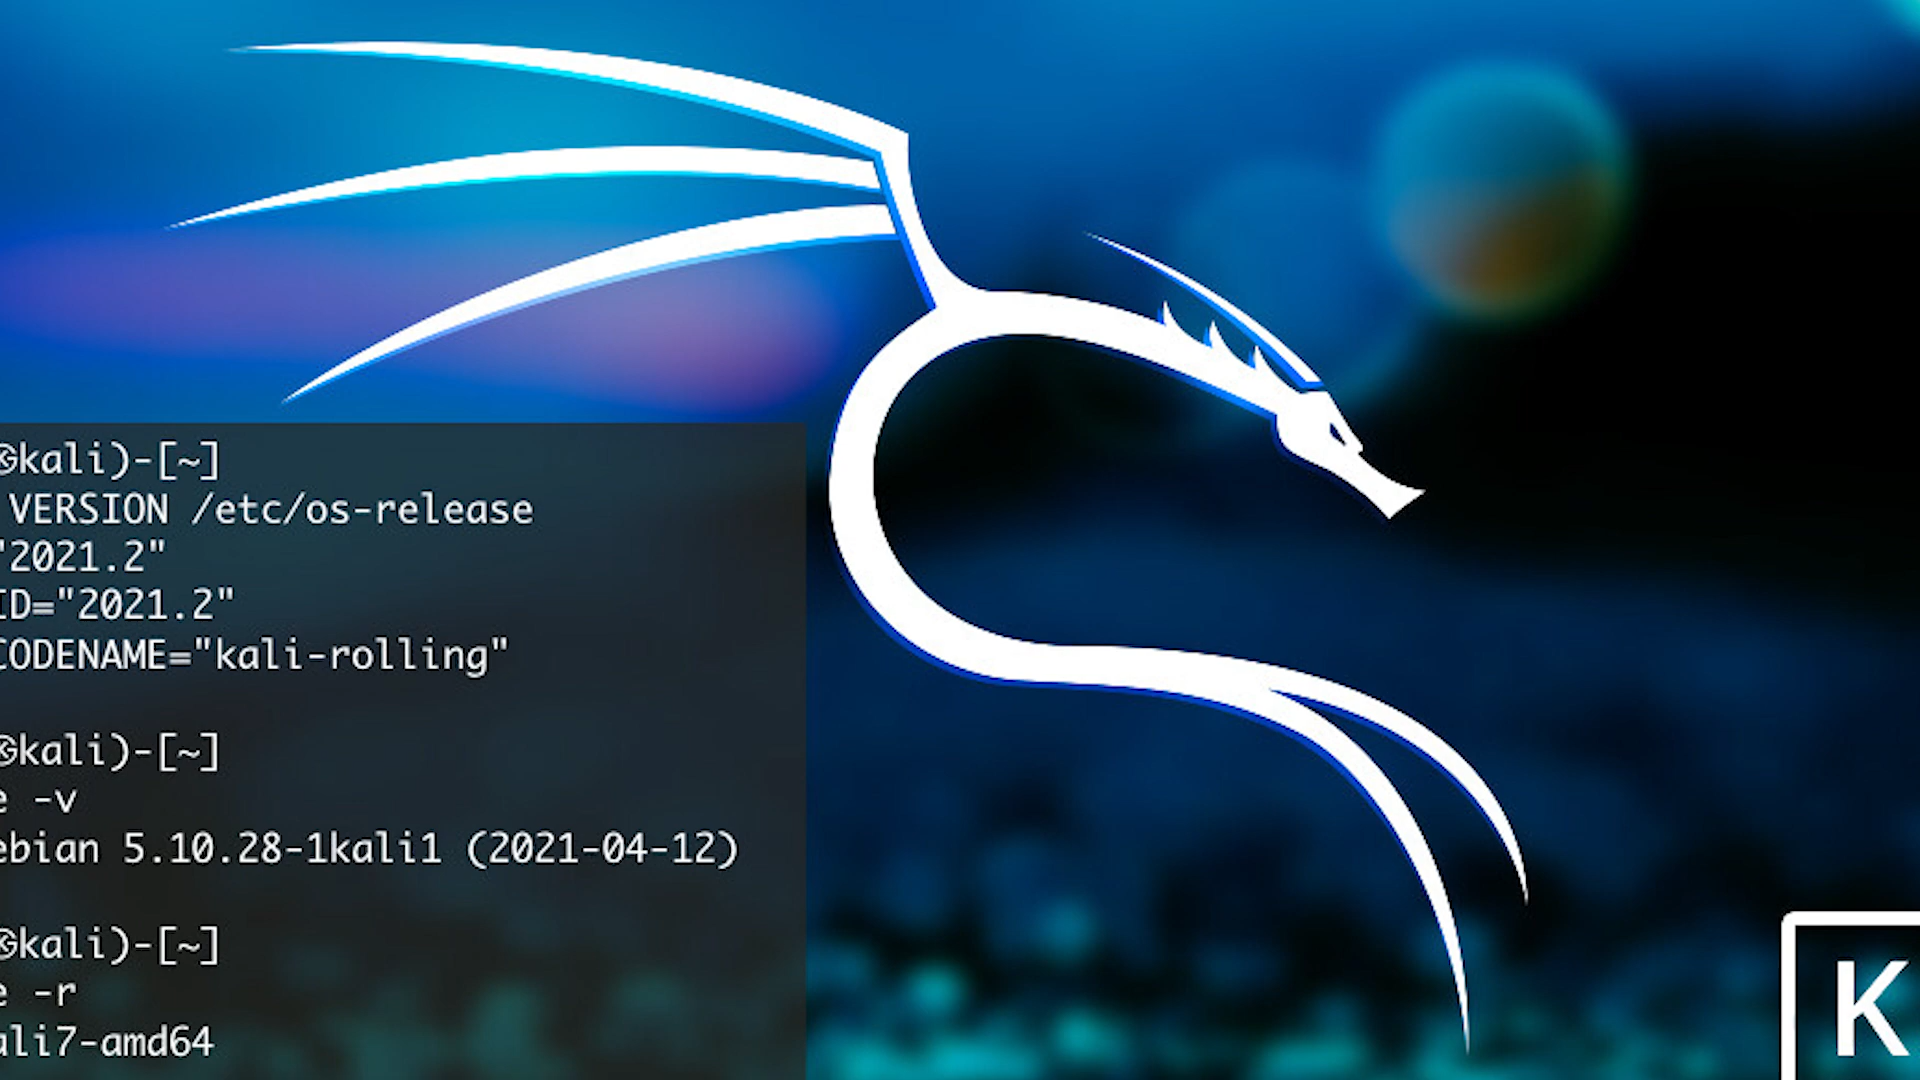 ㉿kali)-[~]
VERSION /etc/os-release
"2021.2"
ID="2021.2"
CODENAME="kali-rolling"
㉿kali)-[~]
e -v
ebian 5.10.28-1kali1 (2021-04-12)
㉿kali)-[~]
e -r
ali7-amd64
K